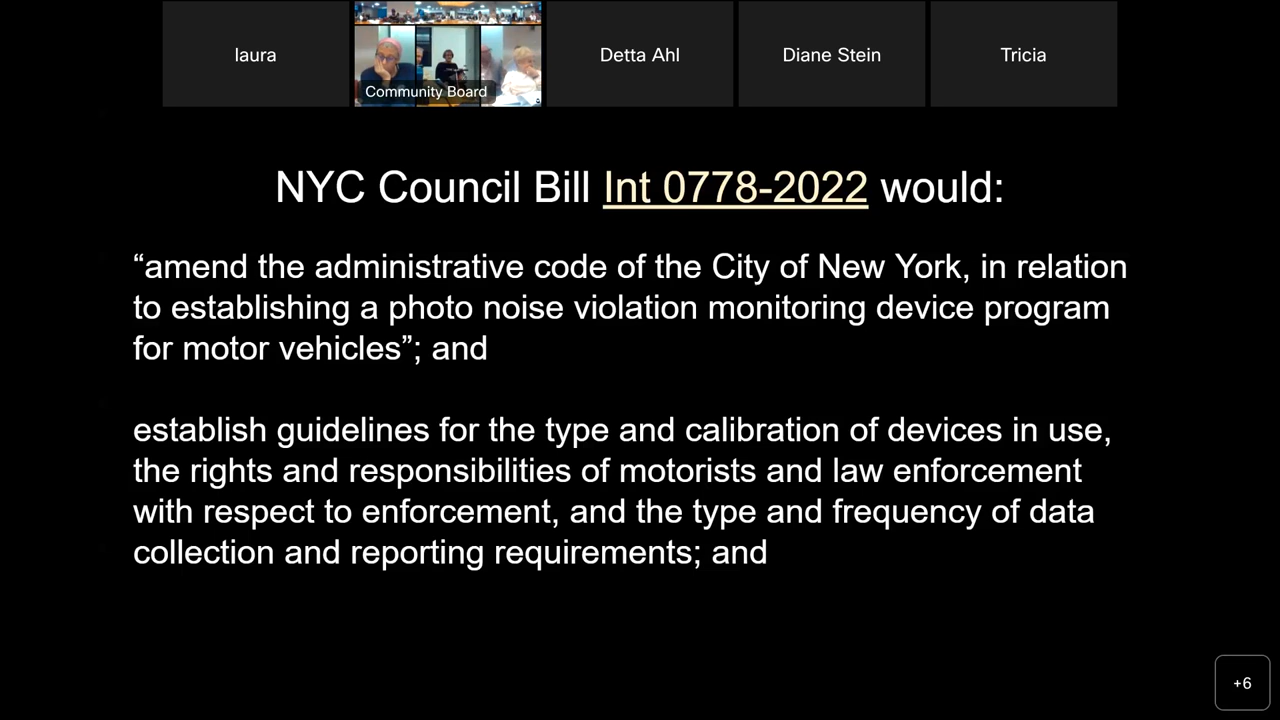 laura
Community Board
Detta Ahl
Diane Stein
Tricia
NYC Council Bill Int 0778-2022 would:
“amend the administrative code of the City of New York, in relation
to establishing a photo noise violation monitoring device program
for motor vehicles”; and
establish guidelines for the type and calibration of devices in use,
the rights and responsibilities of motorists and law enforcement
with respect to enforcement, and the type and frequency of data
collection and reporting requirements; and
+6